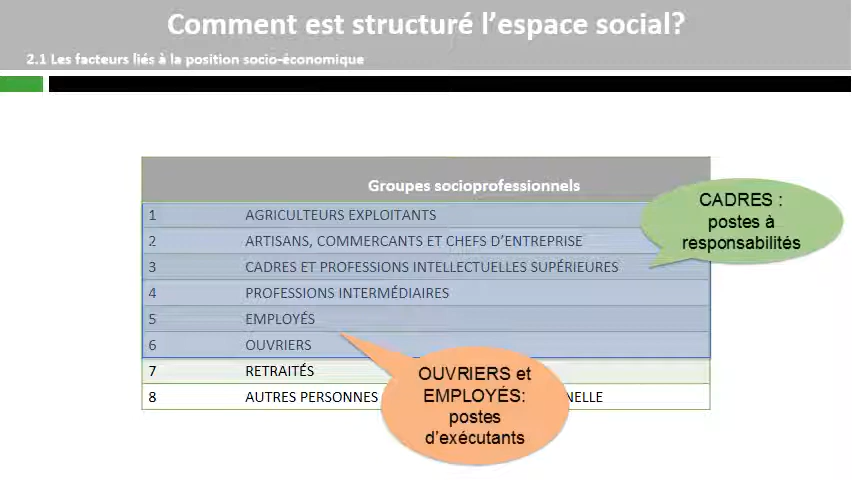 Comment est structuré l’espace social?
2.1 Les facteurs liés à la position socio-économique
Groupes socioprofessionnels
1 AGRICULTEURS EXPLOITANTS
2 ARTISANS, COMMERCANTS ET CHEFS D’ENTREPRISE
3 CADRES ET PROFESSIONS INTELLECTUELLES SUPÉRIEURES
4 PROFESSIONS INTERMÉDIAIRES
5 EMPLOYÉS
6 OUVRIERS
7 RETRAITÉS
8 AUTRES PERSONNES NELLE
CADRES :
postes à
responsabilités
OUVRIERS et
EMPLOYÉS:
postes
d’exécutants